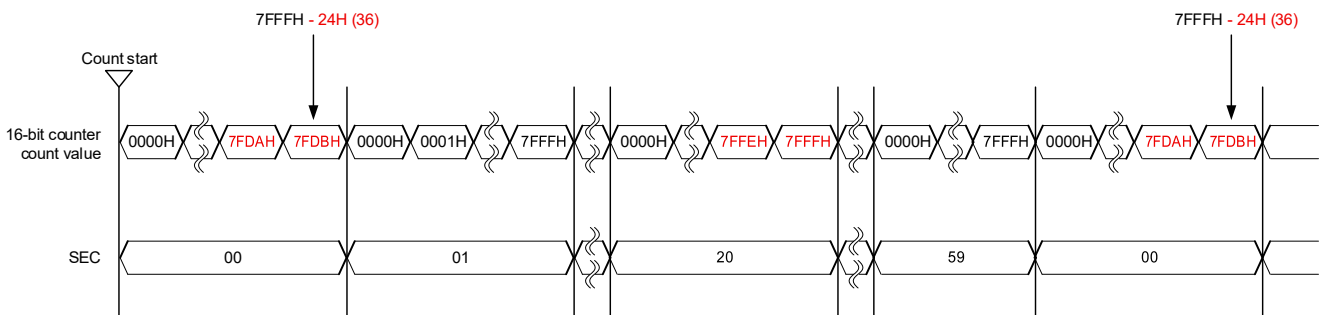 7FFFH - 24H (36) 7FFFH - 24H (36)
Count start
16-bit counter
count value
0000H 7FDAH 7FDBH 0000H 0001H 7FFFH 0000H 7FFEH 7FFFH 0000H 7FFFH 0000H 7FDAH 7FDBH
SEC 00 01 20 59 00